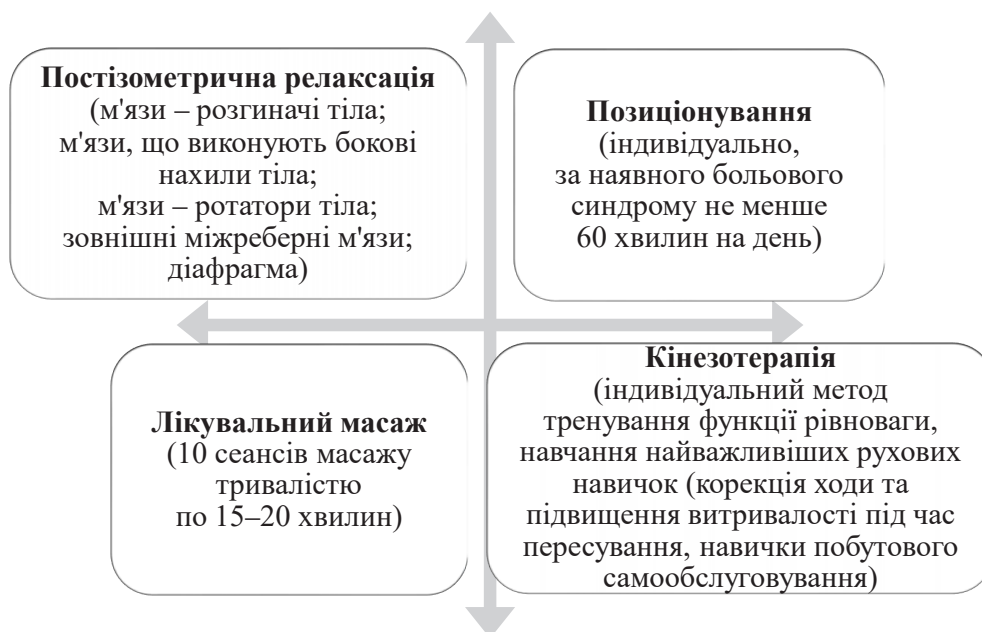 Постізометрична релаксація
(м'язи – розгиначі тіла;
м'язи, що виконують бокові
нахили тіла;
м'язи – ротатори тіла;
зовнішні міжреберні м'язи;
діафрагма)
Позиціонування
(індивідуально,
за наявного больового
синдрому не менше
60 хвилин на день)
Лікувальний масаж
(10 сеансів масажу
тривалістю
по 15–20 хвилин)
Кінезотерапія
(індивідуальний метод
тренування функції рівноваги,
навчання найважливіших рухових
навичок (корекція ходи та
підвищення витривалості під час
пересування, навички побутового
самообслуговування)